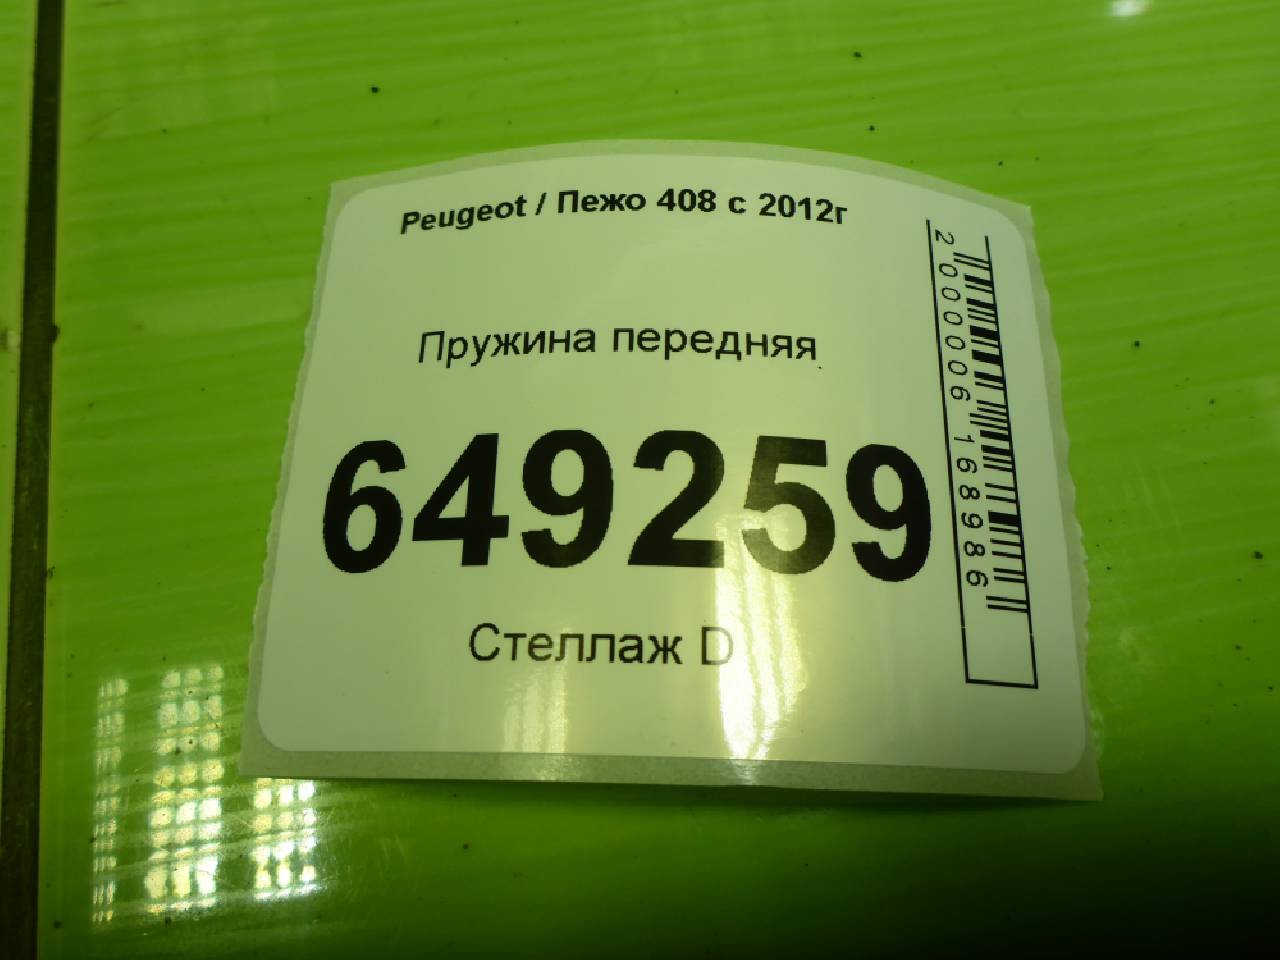 Peugeot / Пежо 408 с 2012г
Пружина передняя
649259
Стеллаж D
2000006168986